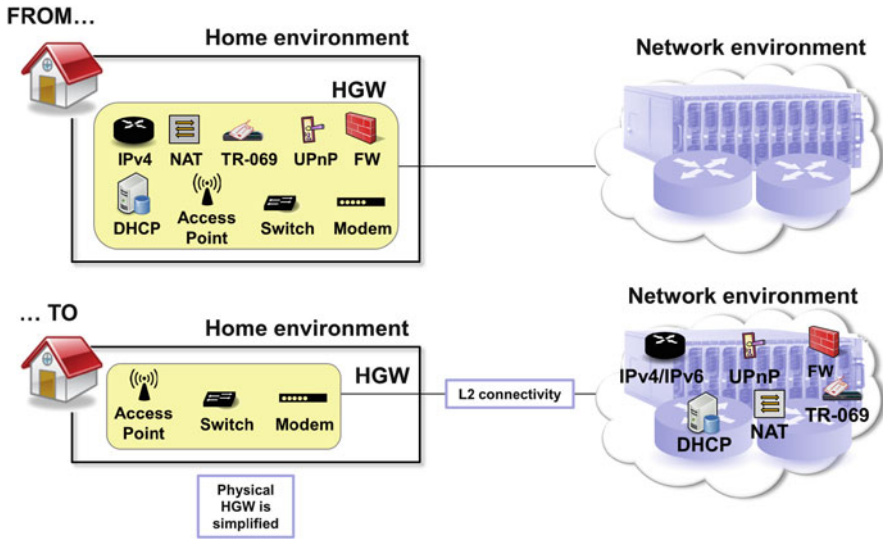 FROM...
Home environment
Network environment
HGW
IPv4 NAT TR-069 UPnP FW
DHCP Access Point Switch Modem
... TO
Home environment
Network environment
HGW
L2 connectivity
IPv4/IPv6 UPnP FW
Access Point Switch Modem
DHCP NAT TR-069
Physical
HGW is
simplified